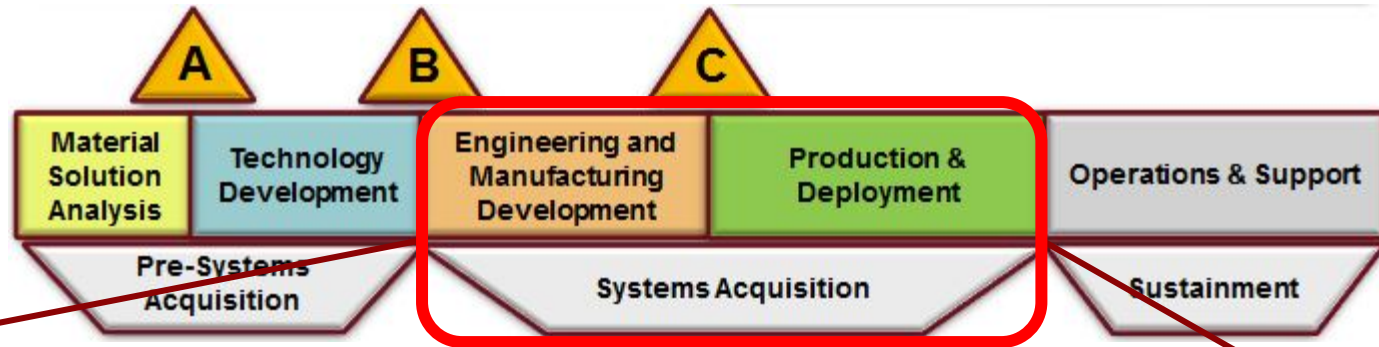 A
B
C
Material
Solution
Analysis
Technology
Development
Engineering and
Manufacturing
Development
Production &
Deployment
Operations & Support
Pre-Systems
Acquisition
Systems Acquisition
Sustainment